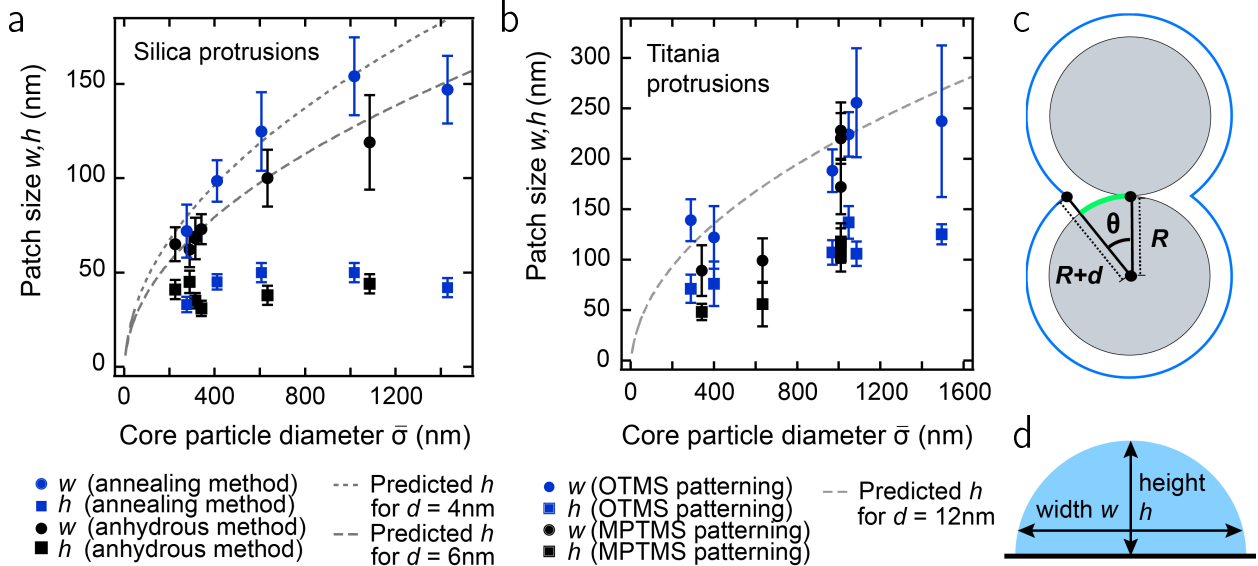 a
Silica protrusions
Patch size w,h (nm)
150
100
50
0
0
400
800
1200
Core particle diameter σ̄ (nm)
w (annealing method)
h (annealing method)
w (anhydrous method)
h (anhydrous method)
Predicted h
for d = 4nm
Predicted h
for d = 6nm
b
Titania
protrusions
Patch size w,h (nm)
300
250
200
150
100
50
0
0
400
800
1200
1600
Core particle diameter σ̄ (nm)
w (OTMS patterning)
h (OTMS patterning)
w (MPTMS patterning)
h (MPTMS patterning)
Predicted h
for d = 12nm
c
θ
R
R+d
d
width w
height
h